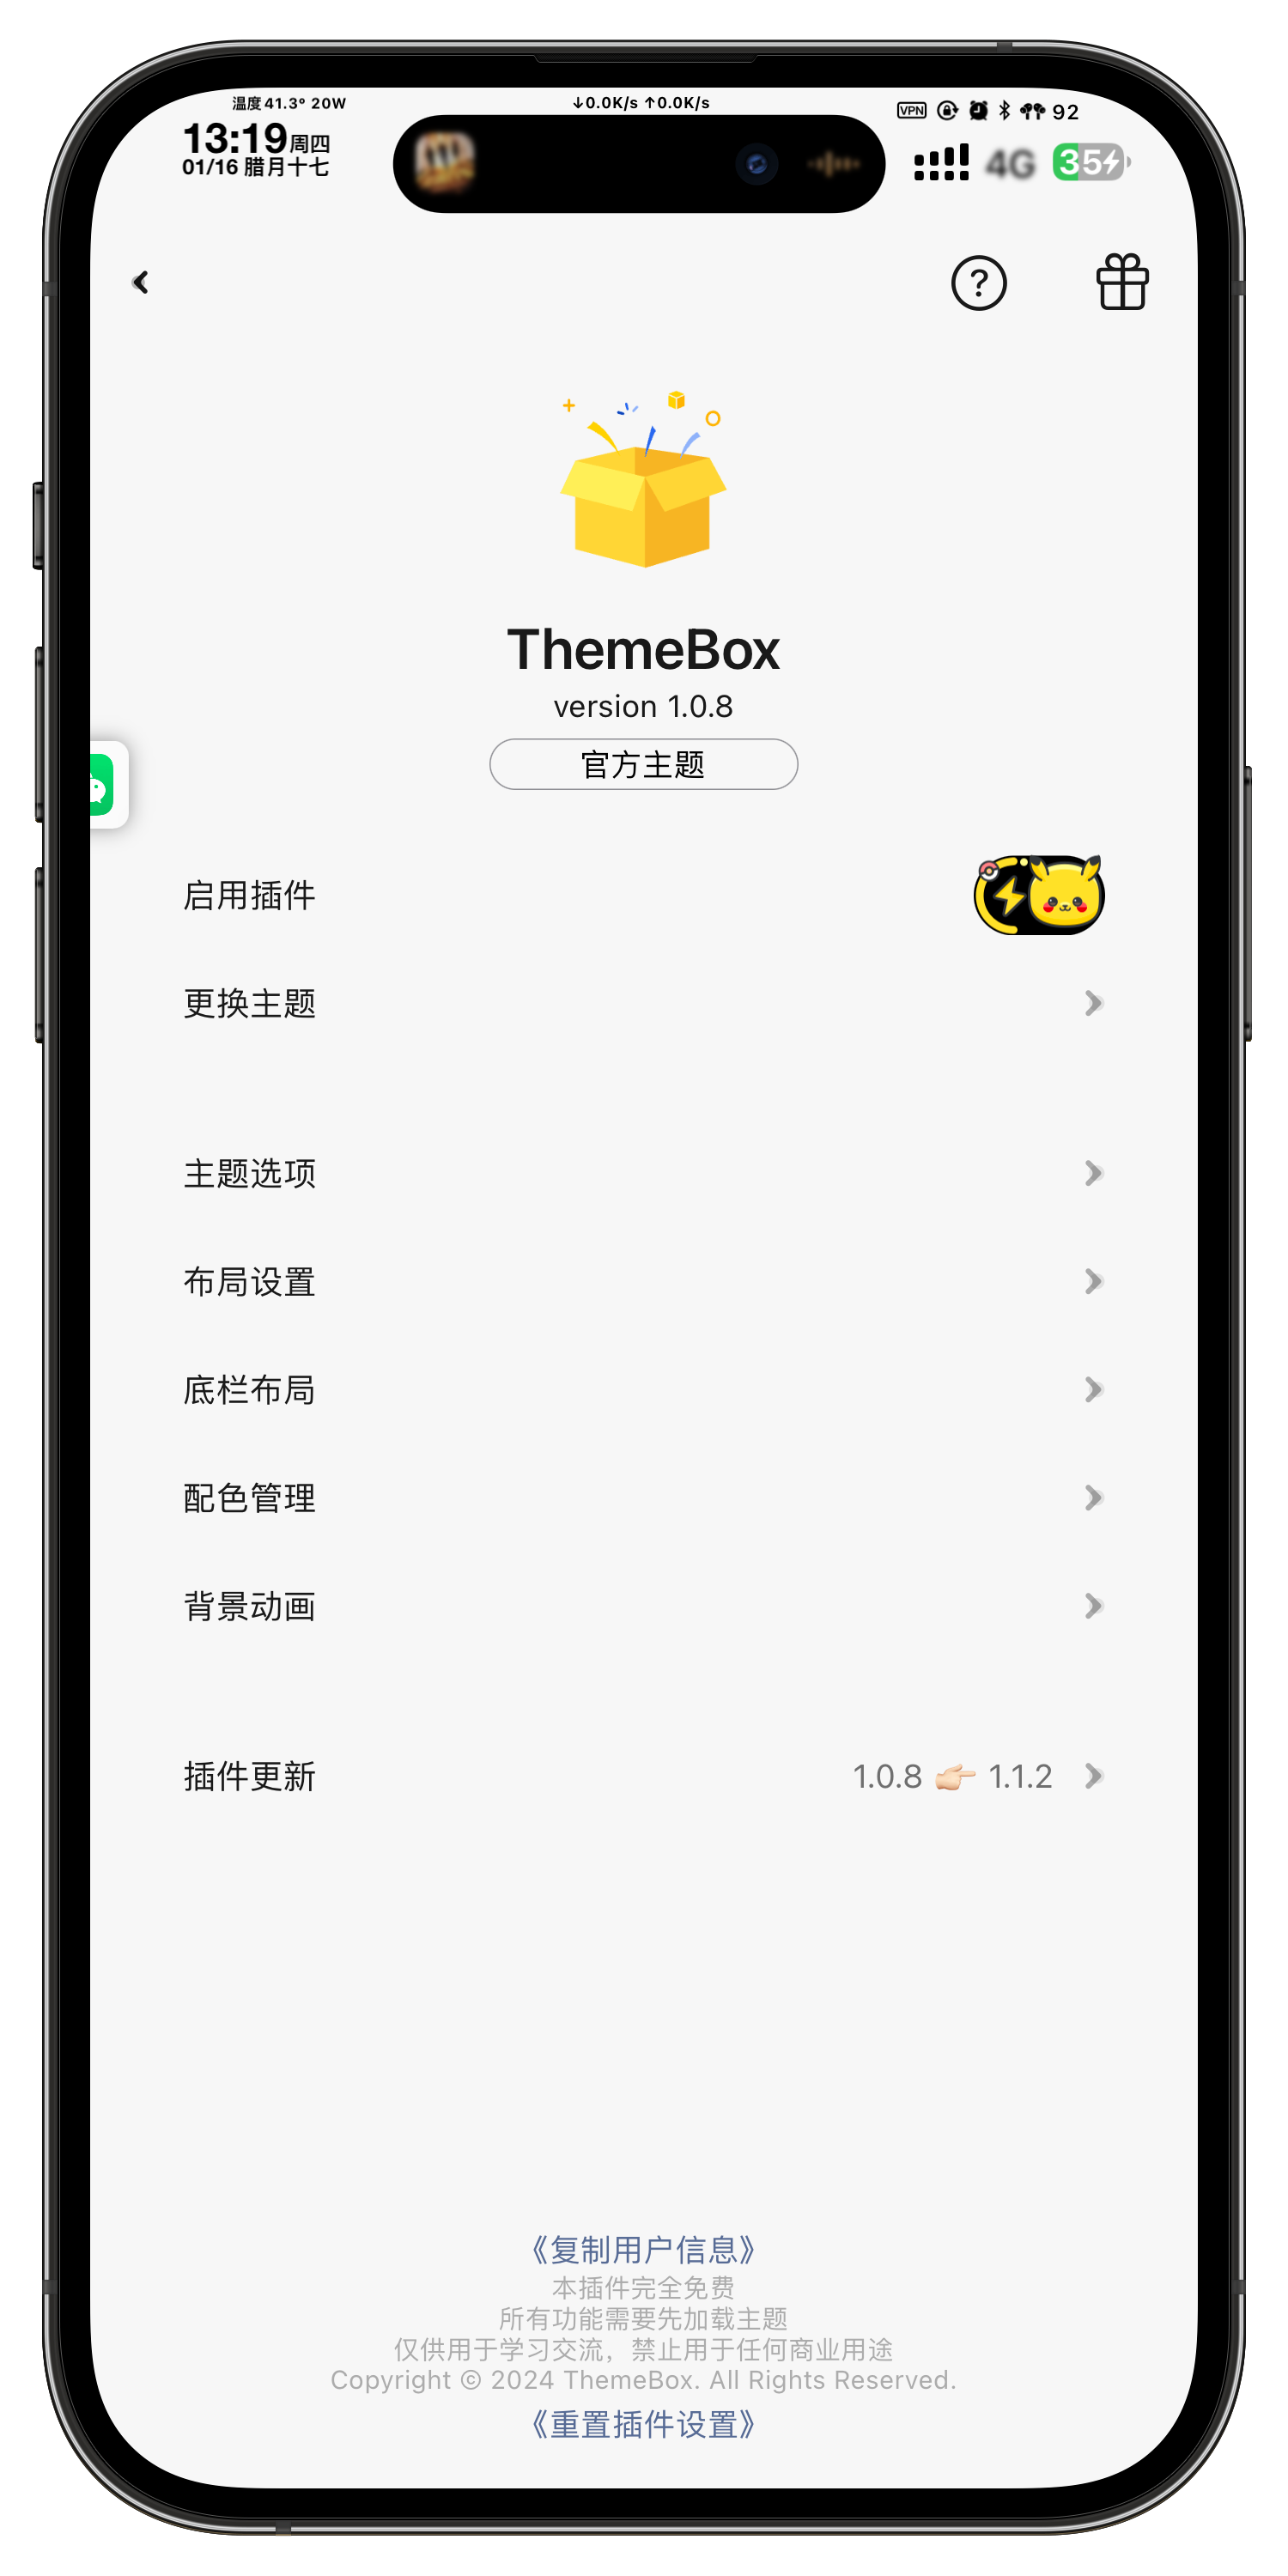 温度41.3° 20W
↓0.0K/s ↑0.0K/s
VPN 92
13:19周四
01/16 腊月十七
4G 35
?
ThemeBox
version 1.0.8
官方主题
启用插件
更换主题
主题选项
布局设置
底栏布局
配色管理
背景动画
插件更新 1.0.8 👉🏻 1.1.2
《复制用户信息》
本插件完全免费
所有功能需要先加载主题
仅供用于学习交流，禁止用于任何商业用途
Copyright © 2024 ThemeBox. All Rights Reserved.
《重置插件设置》